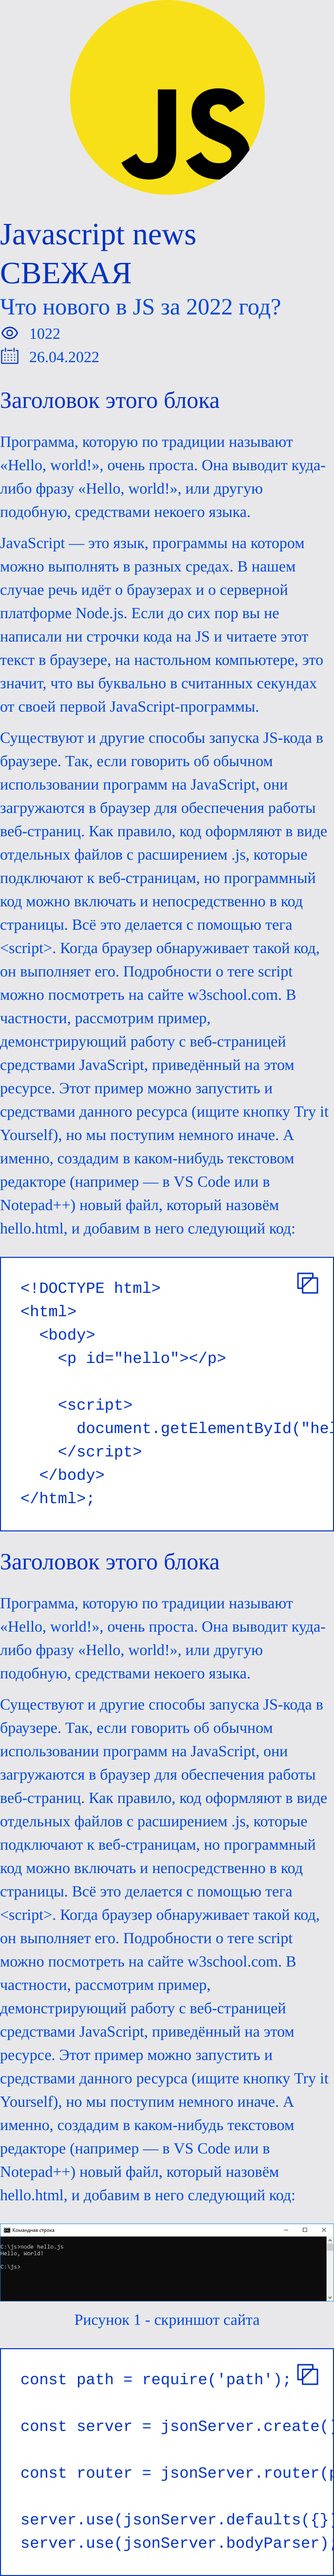 JS
Javascript news
СВЕЖАЯ
Что нового в JS за 2022 год?
1022
26.04.2022
Заголовок этого блока
Программа, которую по традиции называют
«Hello, world!», очень проста. Она выводит куда-
либо фразу «Hello, world!», или другую
подобную, средствами некоего языка.
JavaScript — это язык, программы на котором
можно выполнять в разных средах. В нашем
случае речь идёт о браузерах и о серверной
платформе Node.js. Если до сих пор вы не
написали ни строчки кода на JS и читаете этот
текст в браузере, на настольном компьютере, это
значит, что вы буквально в считанных секундах
от своей первой JavaScript-программы.
Существуют и другие способы запуска JS-кода в
браузере. Так, если говорить об обычном
использовании программ на JavaScript, они
загружаются в браузер для обеспечения работы
веб-страниц. Как правило, код оформляют в виде
отдельных файлов с расширением .js, которые
подключают к веб-страницам, но программный
код можно включать и непосредственно в код
страницы. Всё это делается с помощью тега
<script>. Когда браузер обнаруживает такой код,
он выполняет его. Подробности о теге script
можно посмотреть на сайте w3school.com. В
частности, рассмотрим пример,
демонстрирующий работу с веб-страницей
средствами JavaScript, приведённый на этом
ресурсе. Этот пример можно запустить и
средствами данного ресурса (ищите кнопку Try it
Yourself), но мы поступим немного иначе. А
именно, создадим в каком-нибудь текстовом
редакторе (например — в VS Code или в
Notepad++) новый файл, который назовём
hello.html, и добавим в него следующий код:
<!DOCTYPE html>
<html>
<body>
<p id="hello"></p>
<script>
document.getElementById("hel
</script>
</body>
</html>;
Заголовок этого блока
Программа, которую по традиции называют
«Hello, world!», очень проста. Она выводит куда-
либо фразу «Hello, world!», или другую
подобную, средствами некоего языка.
Существуют и другие способы запуска JS-кода в
браузере. Так, если говорить об обычном
использовании программ на JavaScript, они
загружаются в браузер для обеспечения работы
веб-страниц. Как правило, код оформляют в виде
отдельных файлов с расширением .js, которые
подключают к веб-страницам, но программный
код можно включать и непосредственно в код
страницы. Всё это делается с помощью тега
<script>. Когда браузер обнаруживает такой код,
он выполняет его. Подробности о теге script
можно посмотреть на сайте w3school.com. В
частности, рассмотрим пример,
демонстрирующий работу с веб-страницей
средствами JavaScript, приведённый на этом
ресурсе. Этот пример можно запустить и
средствами данного ресурса (ищите кнопку Try it
Yourself), но мы поступим немного иначе. А
именно, создадим в каком-нибудь текстовом
редакторе (например — в VS Code или в
Notepad++) новый файл, который назовём
hello.html, и добавим в него следующий код:
Командная строка
C:\js>node hello.js
Hello, World!
C:\js>
Рисунок 1 - скриншот сайта
const path = require('path');
const server = jsonServer.create()
const router = jsonServer.router(p
server.use(jsonServer.defaults({})
server.use(jsonServer.bodyParser);